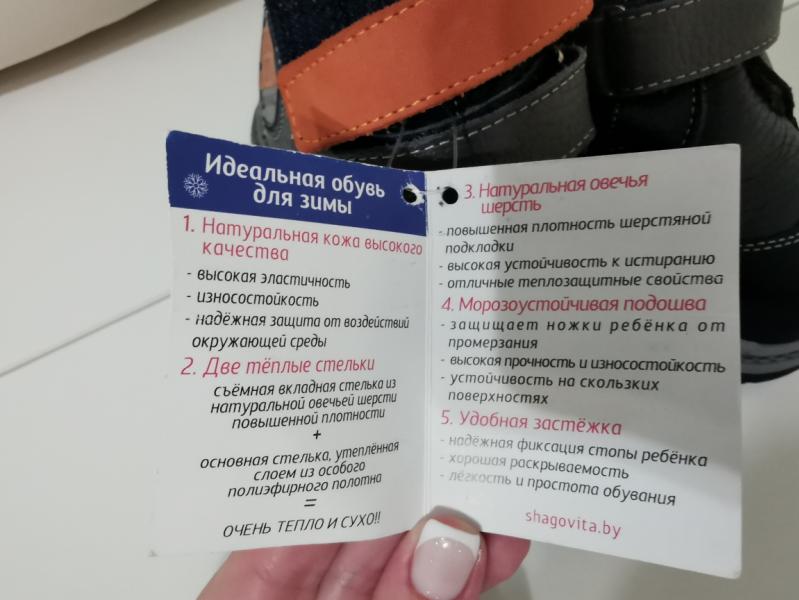 Идеальная обувь
для зимы
1. Натуральная кожа высокого
качества
- высокая эластичность
- износостойкость
- надёжная защита от воздействий
окружающей среды
2. Две тёплые стельки
съёмная вкладная стелька из
натуральной овечьей шерсти
повышенной плотности
+
основная стелька, утеплённая
слоем из особого
полиэфирного полотна
=
ОЧЕНЬ ТЕПЛО И СУХО!!
3. Натуральная овечья
шерсть
- повышенная плотность шерстяной
подкладки
- высокая устойчивость к истиранию
- отличные теплозащитные свойства
4. Морозоустойчивая подошва
- защищает ножки ребёнка от
промерзания
- высокая прочность и износостойкость
- устойчивость на скользких
поверхностях
5. Удобная застёжка
- надёжная фиксация стопы ребёнка
- хорошая раскрываемость
- лёгкость и простота обувания
shagovita.by